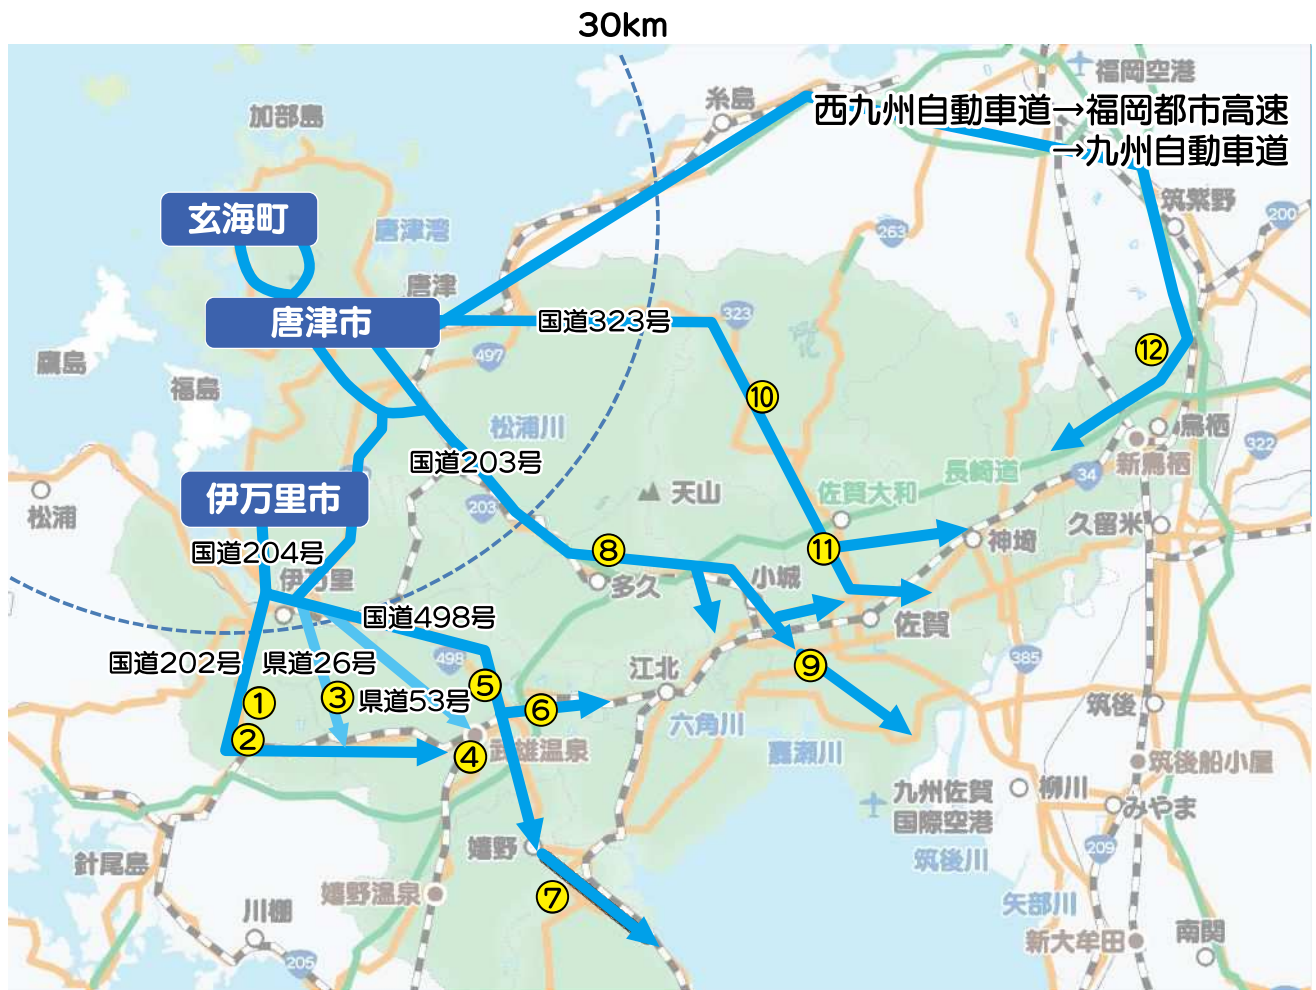 30km
福岡空港
糸島
西九州自動車道→福岡都市高速
→九州自動車道
加部島
玄海町
唐津湾
筑紫野
200
263
唐津
唐津市
国道323号
323
鷹島
497
⑫
福島
⑩
松浦川
鳥栖
322
国道203号
新鳥栖
長崎道
34
伊万里市
天山
佐賀大和
松浦
203
久留米
国道204号
⑧
⑪
神埼
伊万里
多久
小城
国道498号
佐賀
国道202号
県道26号
498
江北
⑨
385
①
③
県道53号
⑤
⑥
筑後
六角川
②
④
武雄温泉
嘉瀬川
筑後船小屋
九州佐賀
国際空港
柳川
みやま
嬉野
209
針尾島
筑後川
嬉野温泉
⑦
矢部川
川棚
新大牟田
南関
205